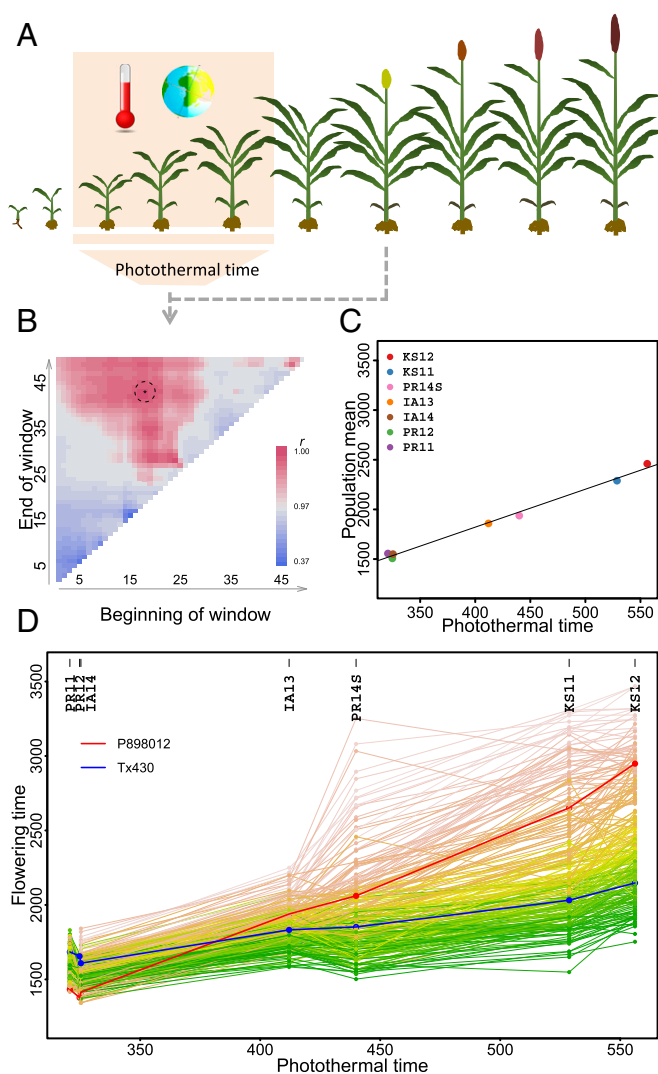 A
Photothermal time
B
End of window
45
35
25
15
5
r
1.00
0.97
0.37
5
15
25
35
45
Beginning of window
C
Population mean
3500
3000
2500
2000
1500
KS12
KS11
PR14S
IA13
IA14
PR12
PR11
350
400
450
500
550
Photothermal time
D
Flowering time
3500
3000
2500
2000
1500
PR11
PR12
IA14
IA13
PR14S
KS11
KS12
P898012
Tx430
350
400
450
500
550
Photothermal time